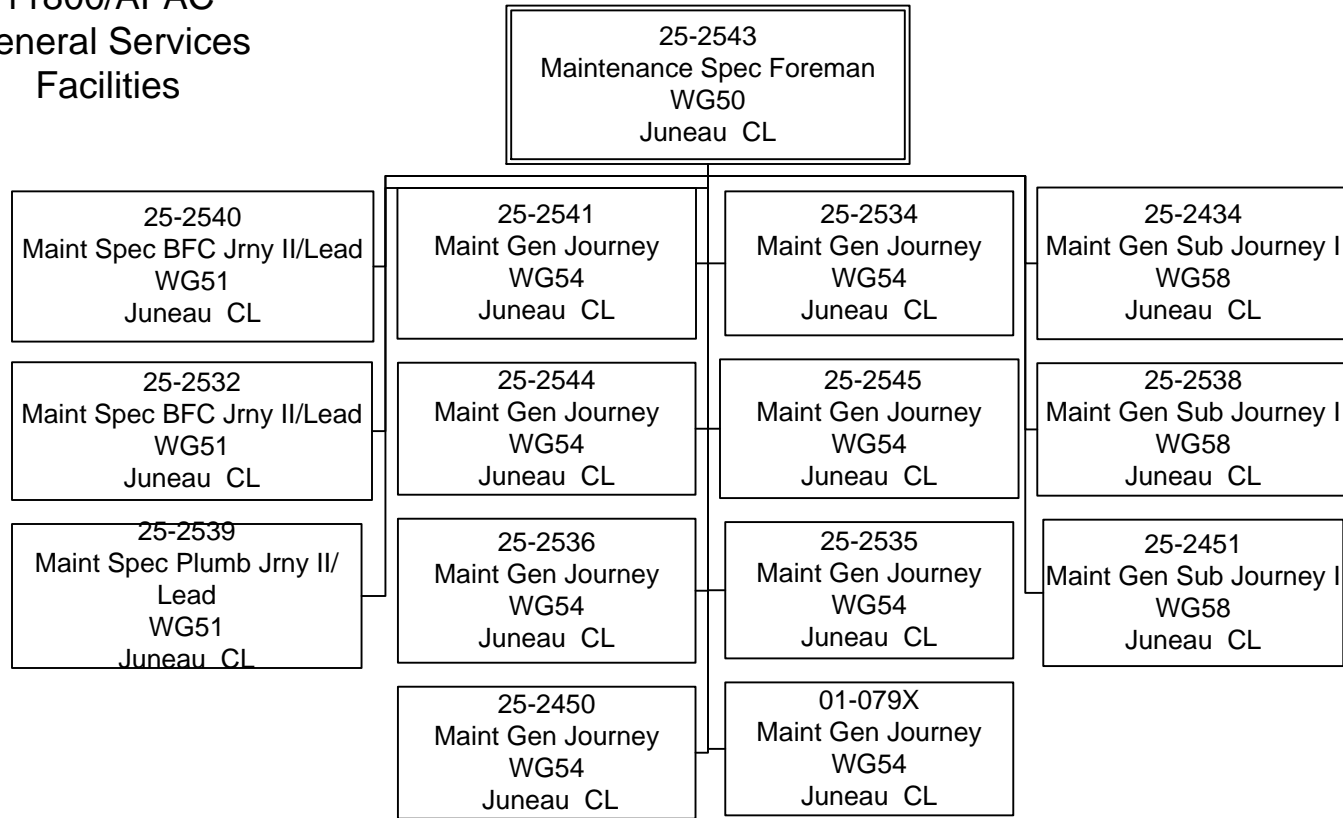 General Services
Facilities
25-2543
Maintenance Spec Foreman
WG50
Juneau CL
25-2540
Maint Spec BFC Jrny II/Lead
WG51
Juneau CL
25-2541
Maint Gen Journey
WG54
Juneau CL
25-2534
Maint Gen Journey
WG54
Juneau CL
25-2434
Maint Gen Sub Journey I
WG58
Juneau CL
25-2532
Maint Spec BFC Jrny II/Lead
WG51
Juneau CL
25-2544
Maint Gen Journey
WG54
Juneau CL
25-2545
Maint Gen Journey
WG54
Juneau CL
25-2538
Maint Gen Sub Journey I
WG58
Juneau CL
25-2539
Maint Spec Plumb Jrny II/
Lead
WG51
Juneau CL
25-2536
Maint Gen Journey
WG54
Juneau CL
25-2535
Maint Gen Journey
WG54
Juneau CL
25-2451
Maint Gen Sub Journey I
WG58
Juneau CL
25-2450
Maint Gen Journey
WG54
Juneau CL
01-079X
Maint Gen Journey
WG54
Juneau CL